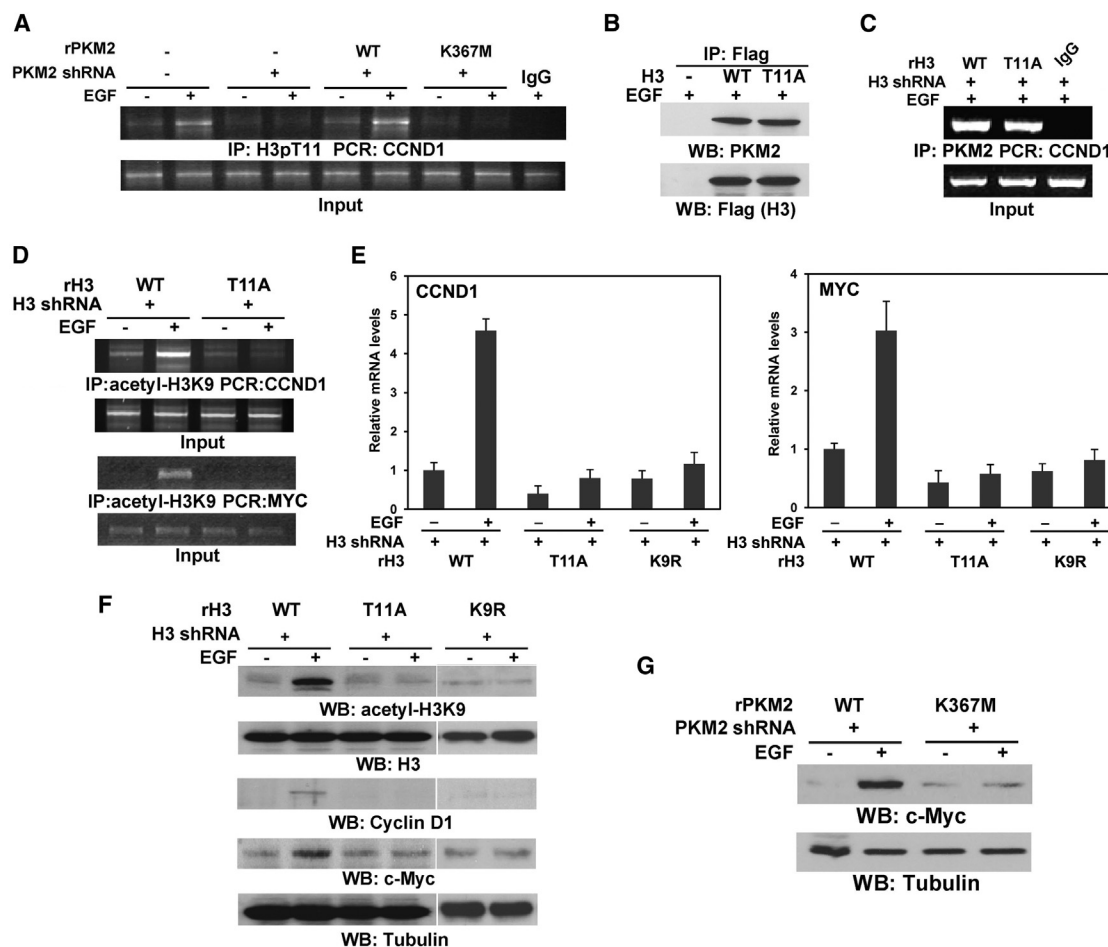 A
rPKM2 - - WT K367M
PKM2 shRNA - + + + IgG
EGF - + - + - + - + +
IP: H3pT11 PCR: CCND1
Input
B
IP: Flag
H3 - WT T11A
EGF + + +
WB: PKM2
WB: Flag (H3)
C
rH3 WT T11A IgG
H3 shRNA + + +
EGF + + +
IP: PKM2 PCR: CCND1
Input
D
rH3 WT T11A
H3 shRNA + +
EGF - + - +
IP:acetyl-H3K9 PCR:CCND1
Input
IP:acetyl-H3K9 PCR:MYC
Input
E
CCND1
Relative mRNA levels
6
5
4
3
2
1
0
EGF – + – + – +
H3 shRNA + + + + + +
rH3 WT T11A K9R
MYC
Relative mRNA levels
4
3
2
1
0
EGF – + – + – +
H3 shRNA + + + + + +
rH3 WT T11A K9R
F
rH3 WT T11A K9R
H3 shRNA + + +
EGF - + - + - +
WB: acetyl-H3K9
WB: H3
WB: Cyclin D1
WB: c-Myc
WB: Tubulin
G
rPKM2 WT K367M
PKM2 shRNA + +
EGF - + - +
WB: c-Myc
WB: Tubulin